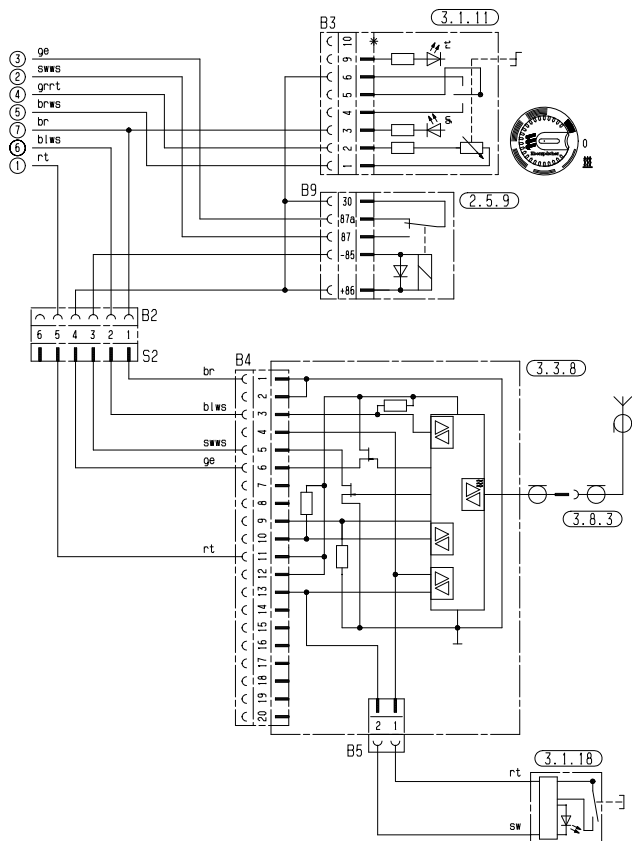 B3
3.1.11
10
9
6
5
4
3
2
1
3 ge
2 swws
4 grrt
5 brws
7 br
6 blws
1 rt
0
B9
2.5.9
30
87a
87
-85
+86
B2
6 5 4 3 2 1
S2
B4
3.3.8
br
blws
swws
ge
rt
1
2
3
4
5
6
7
8
9
10
11
12
13
14
15
16
17
18
19
20
3.8.3
2 1
B5
3.1.18
rt
sw